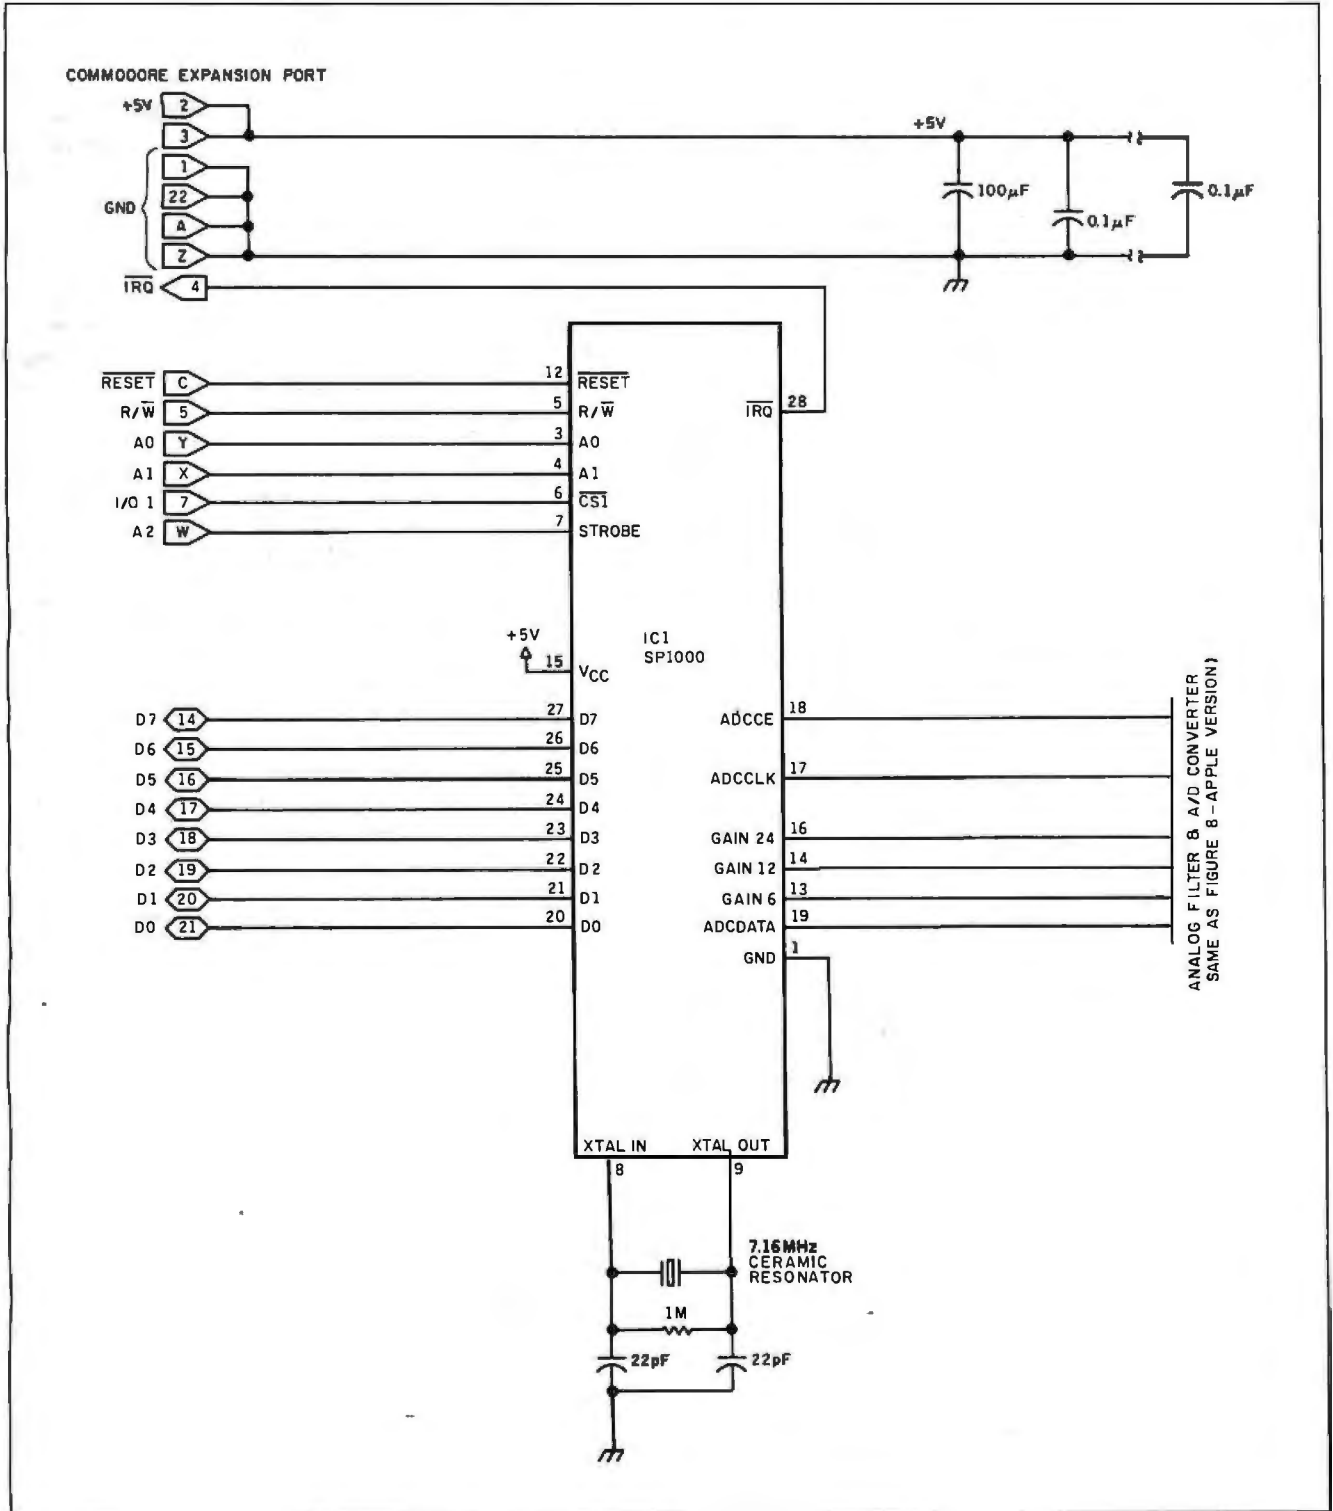 COMMODORE EXPANSION PORT
+5V 2
3
+5V
1
22
GND
A
Z
100µF
0.1µF
0.1µF
IRQ 4
RESET C 12 RESET
R/W 5 5 R/W
IRQ 28
A0 Y 3 A0
A1 X 4 A1
I/O 1 7 6 CS1
A2 W 7 STROBE
+5V
15 VCC
IC1
SP1000
D7 14 27 D7
D6 15 26 D6
D5 16 25 D5
D4 17 24 D4
D3 18 23 D3
D2 19 22 D2
D1 20 21 D1
D0 21 20 D0
ADCCE 18
ADCCLK 17
GAIN 24 16
GAIN 12 14
GAIN 6 13
ADCDATA 19
GND 1
ANALOG FILTER & A/D CONVERTER
SAME AS FIGURE 8-APPLE VERSION)
XTAL IN XTAL OUT
8 9
7.16MHz
CERAMIC
RESONATOR
1M
22pF 22pF